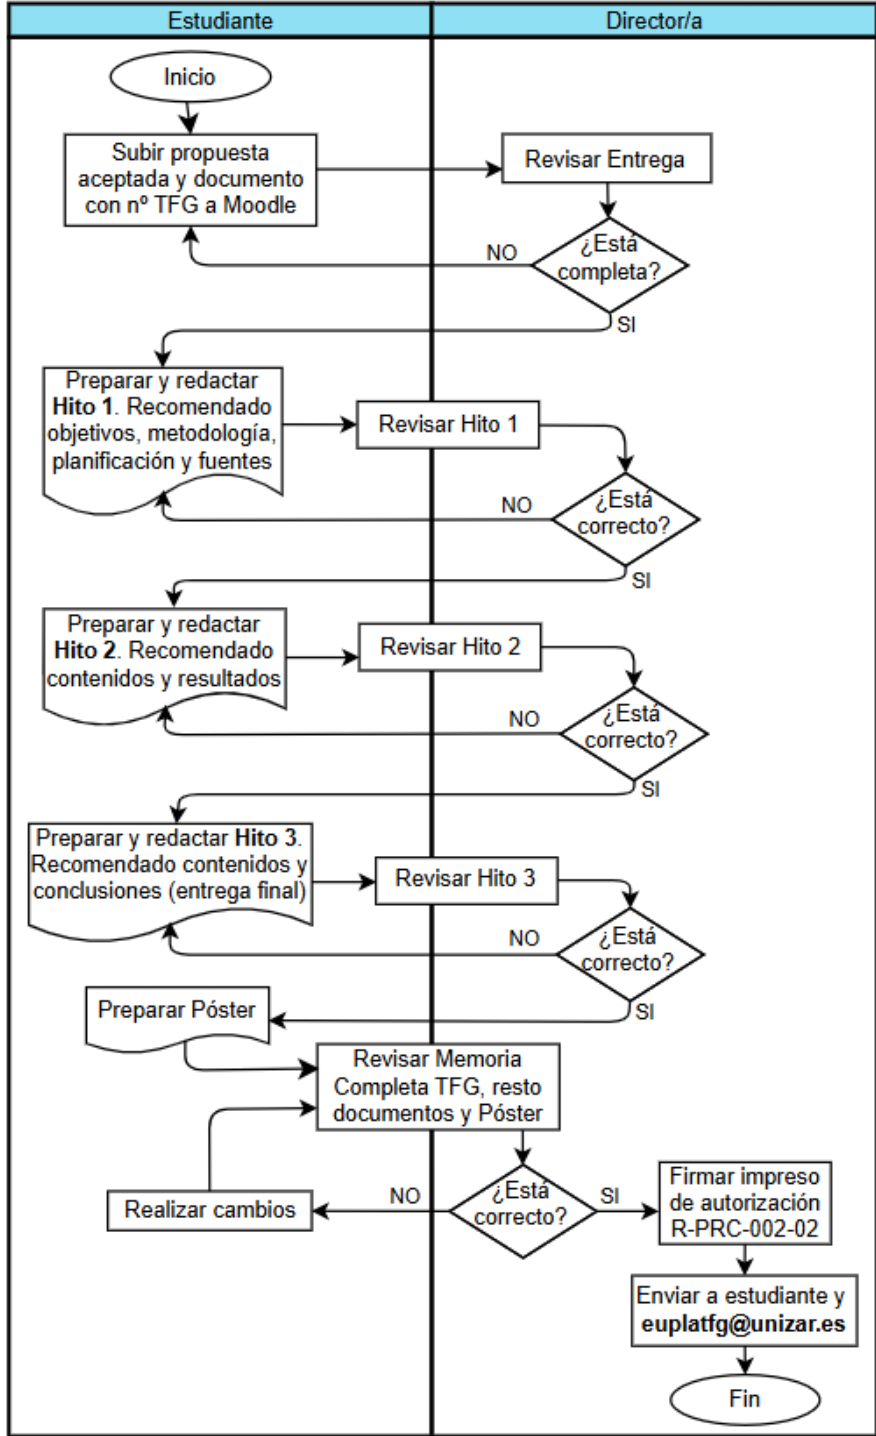 Estudiante
Director/a
Inicio
Subir propuesta
aceptada y documento
con nº TFG a Moodle
Revisar Entrega
¿Está
completa?
NO
SI
Preparar y redactar
Hito 1. Recomendado
objetivos, metodología,
planificación y fuentes
Revisar Hito 1
¿Está
correcto?
NO
SI
Preparar y redactar
Hito 2. Recomendado
contenidos y resultados
Revisar Hito 2
¿Está
correcto?
NO
SI
Preparar y redactar Hito 3.
Recomendado contenidos y
conclusiones (entrega final)
Revisar Hito 3
¿Está
correcto?
NO
SI
Preparar Póster
Revisar Memoria
Completa TFG, resto
documentos y Póster
¿Está
correcto?
NO
Realizar cambios
SI
Firmar impreso
de autorización
R-PRC-002-02
Enviar a estudiante y
euplatfg@unizar.es
Fin